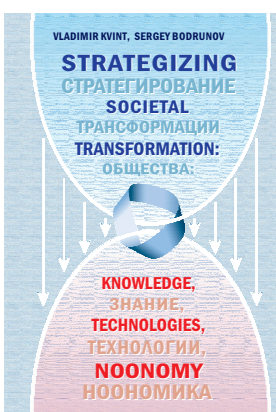 VLADIMIR KVINT, SERGEY BODRUNOV
STRATEGIZING
СТРАТЕГИРОВАНИЕ
SOCIETAL
ТРАНСФОРМАЦИИ
TRANSFORMATION:
ОБЩЕСТВА:
KNOWLEDGE,
ЗНАНИЕ,
TECHNOLOGIES,
ТЕХНОЛОГИИ,
NOONOMY
НООНОМИКА